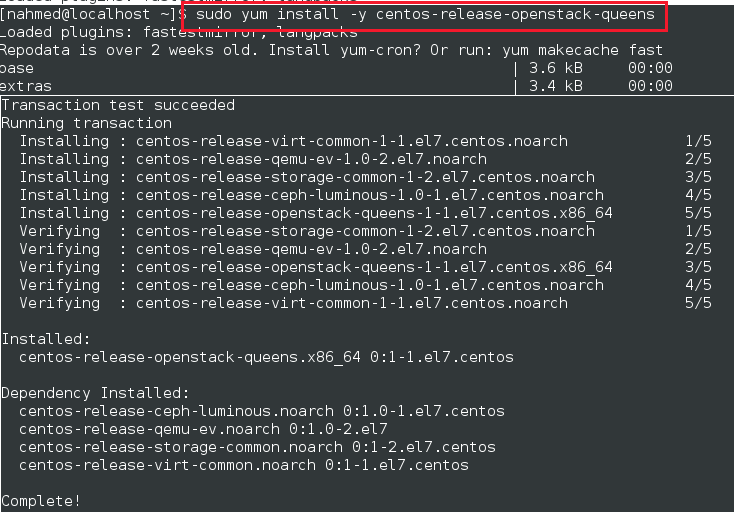 [nahmed@localhost ~]$ sudo yum install -y centos-release-openstack-queens
Loaded plugins: fastestmirror, langpacks
Repodata is over 2 weeks old. Install yum-cron? Or run: yum makecache fast
base | 3.6 kB 00:00
extras | 3.4 kB 00:00
Transaction test succeeded
Running transaction
Installing : centos-release-virt-common-1-1.el7.centos.noarch 1/5
Installing : centos-release-qemu-ev-1.0-2.el7.noarch 2/5
Installing : centos-release-storage-common-1-2.el7.centos.noarch 3/5
Installing : centos-release-ceph-luminous-1.0-1.el7.centos.noarch 4/5
Installing : centos-release-openstack-queens-1-1.el7.centos.x86_64 5/5
Verifying : centos-release-storage-common-1-2.el7.centos.noarch 1/5
Verifying : centos-release-qemu-ev-1.0-2.el7.noarch 2/5
Verifying : centos-release-openstack-queens-1-1.el7.centos.x86_64 3/5
Verifying : centos-release-ceph-luminous-1.0-1.el7.centos.noarch 4/5
Verifying : centos-release-virt-common-1-1.el7.centos.noarch 5/5
Installed:
centos-release-openstack-queens.x86_64 0:1-1.el7.centos
Dependency Installed:
centos-release-ceph-luminous.noarch 0:1.0-1.el7.centos
centos-release-qemu-ev.noarch 0:1.0-2.el7
centos-release-storage-common.noarch 0:1-2.el7.centos
centos-release-virt-common.noarch 0:1-1.el7.centos
Complete!